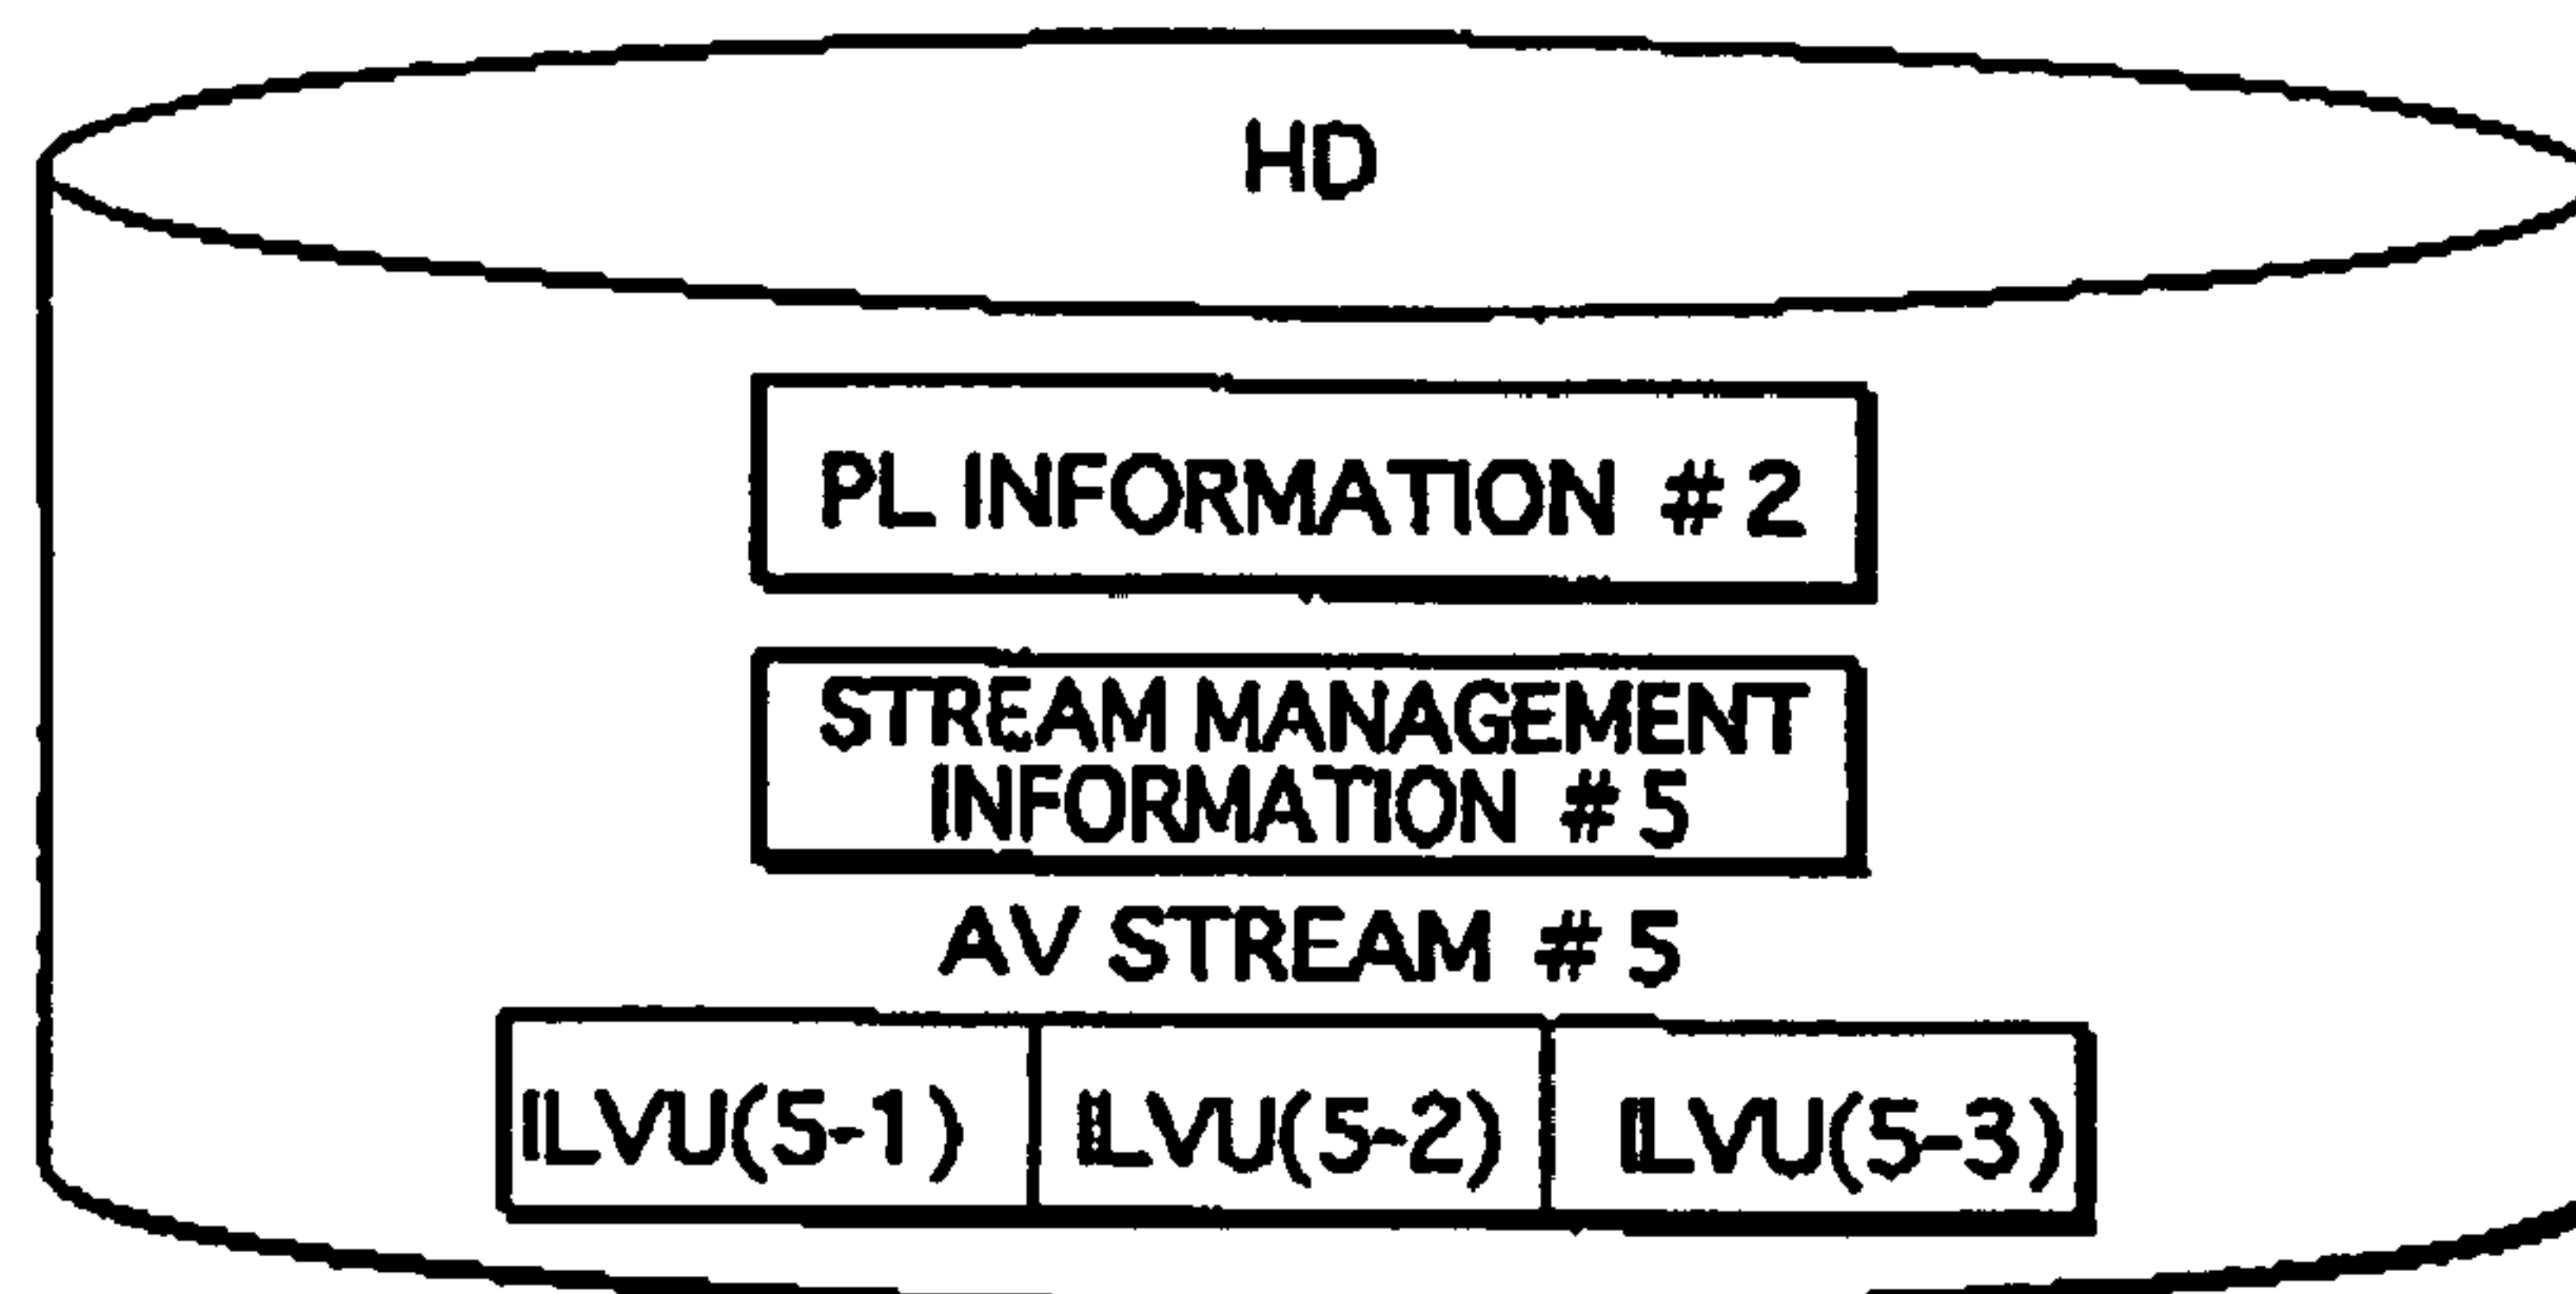 HD
PL INFORMATION #2
STREAM MANAGEMENT
INFORMATION #5
AV STREAM #5
ILVU(5-1) ILVU(5-2) ILVU(5-3)